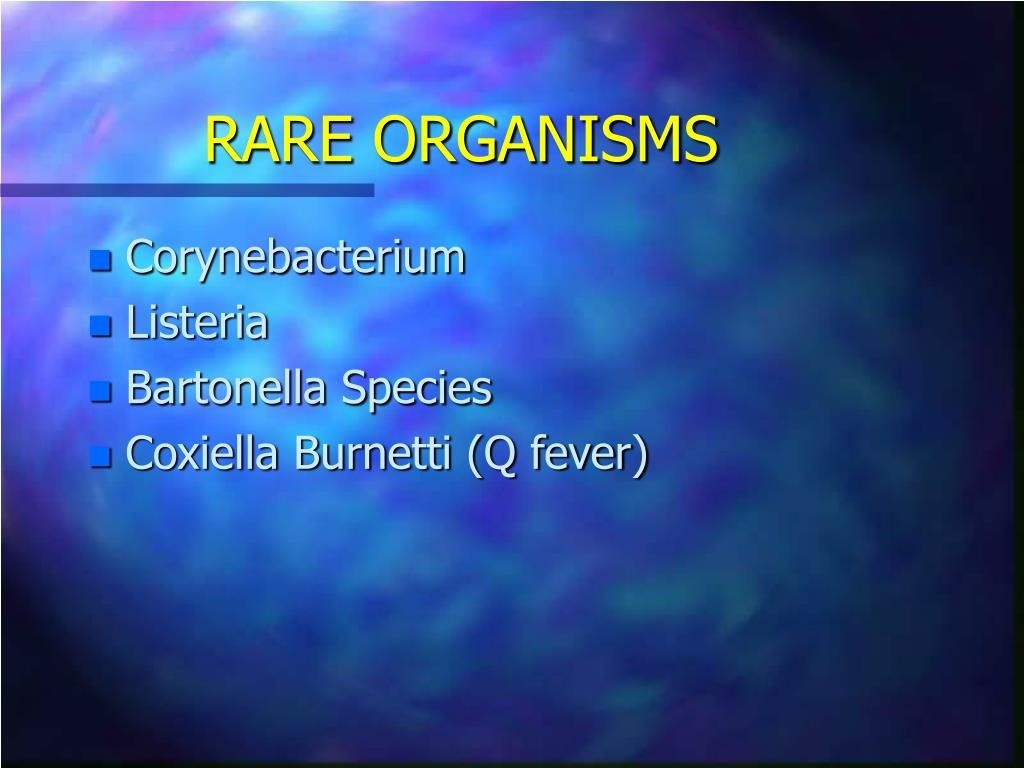 RARE ORGANISMS
Corynebacterium
Listeria
Bartonella Species
Coxiella Burnetti (Q fever)